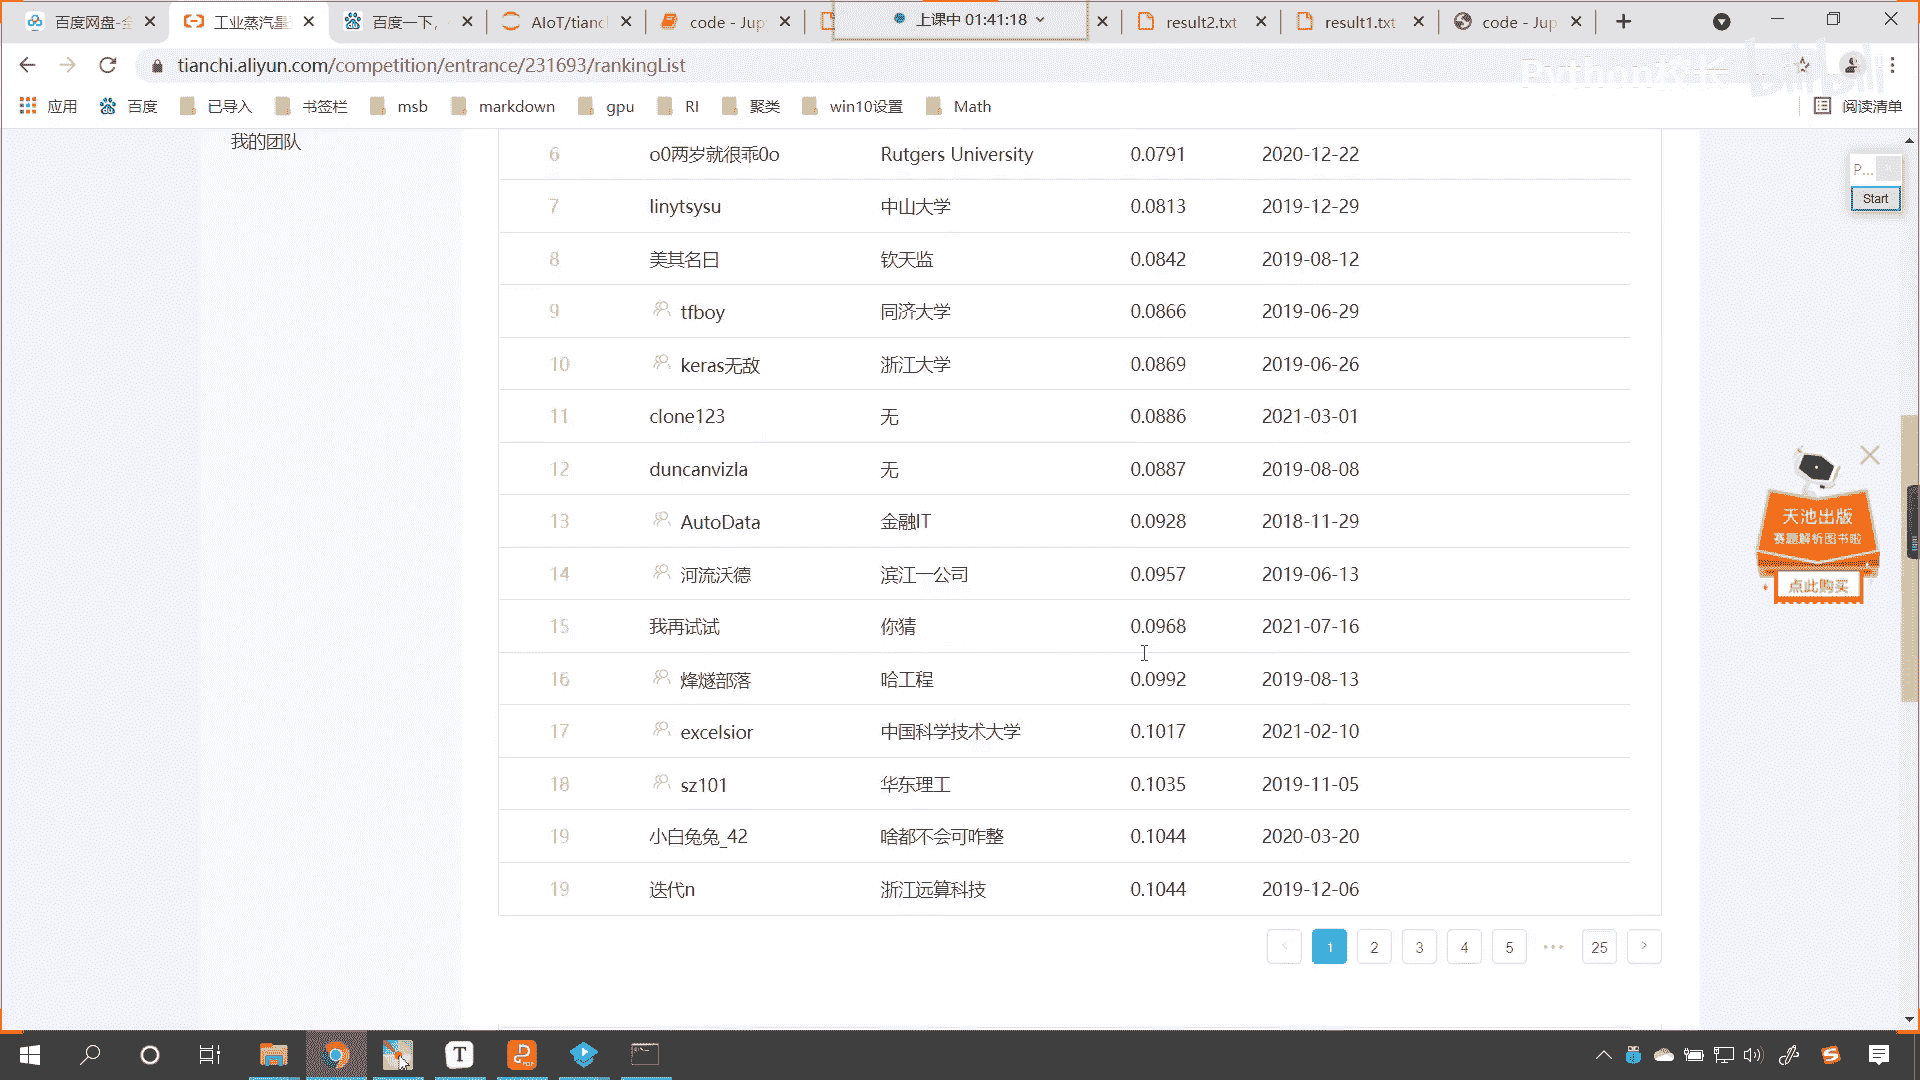 百度网盘-全
工业蒸汽量
百度一下，
AIoT/tianc
code - Jup
上课中 01:41:18
result2.txt
result1.txt
code - Jup
tianchi.aliyun.com/competition/entrance/231693/rankingList
Python校长
bilibili
应用 百度 已导入 书签栏 msb markdown gpu RI 聚类 win10设置 Math 阅读清单
我的团队
6 o0两岁就很乖0o Rutgers University 0.0791 2020-12-22
7 linytsysu 中山大学 0.0813 2019-12-29
8 美其名曰 钦天监 0.0842 2019-08-12
9 tfboy 同济大学 0.0866 2019-06-29
10 keras无敌 浙江大学 0.0869 2019-06-26
11 clone123 无 0.0886 2021-03-01
12 duncanvizla 无 0.0887 2019-08-08
13 AutoData 金融IT 0.0928 2018-11-29
14 河流沃德 滨江一公司 0.0957 2019-06-13
15 我再试试 你猜 0.0968 2021-07-16
16 烽燧部落 哈工程 0.0992 2019-08-13
17 excelsior 中国科学技术大学 0.1017 2021-02-10
18 sz101 华东理工 0.1035 2019-11-05
19 小白兔兔_42 啥都不会可咋整 0.1044 2020-03-20
19 迭代n 浙江远算科技 0.1044 2019-12-06
1 2 3 4 5 ••• 25
P...
Start
天池出版
赛题解析图书啦
点此购买